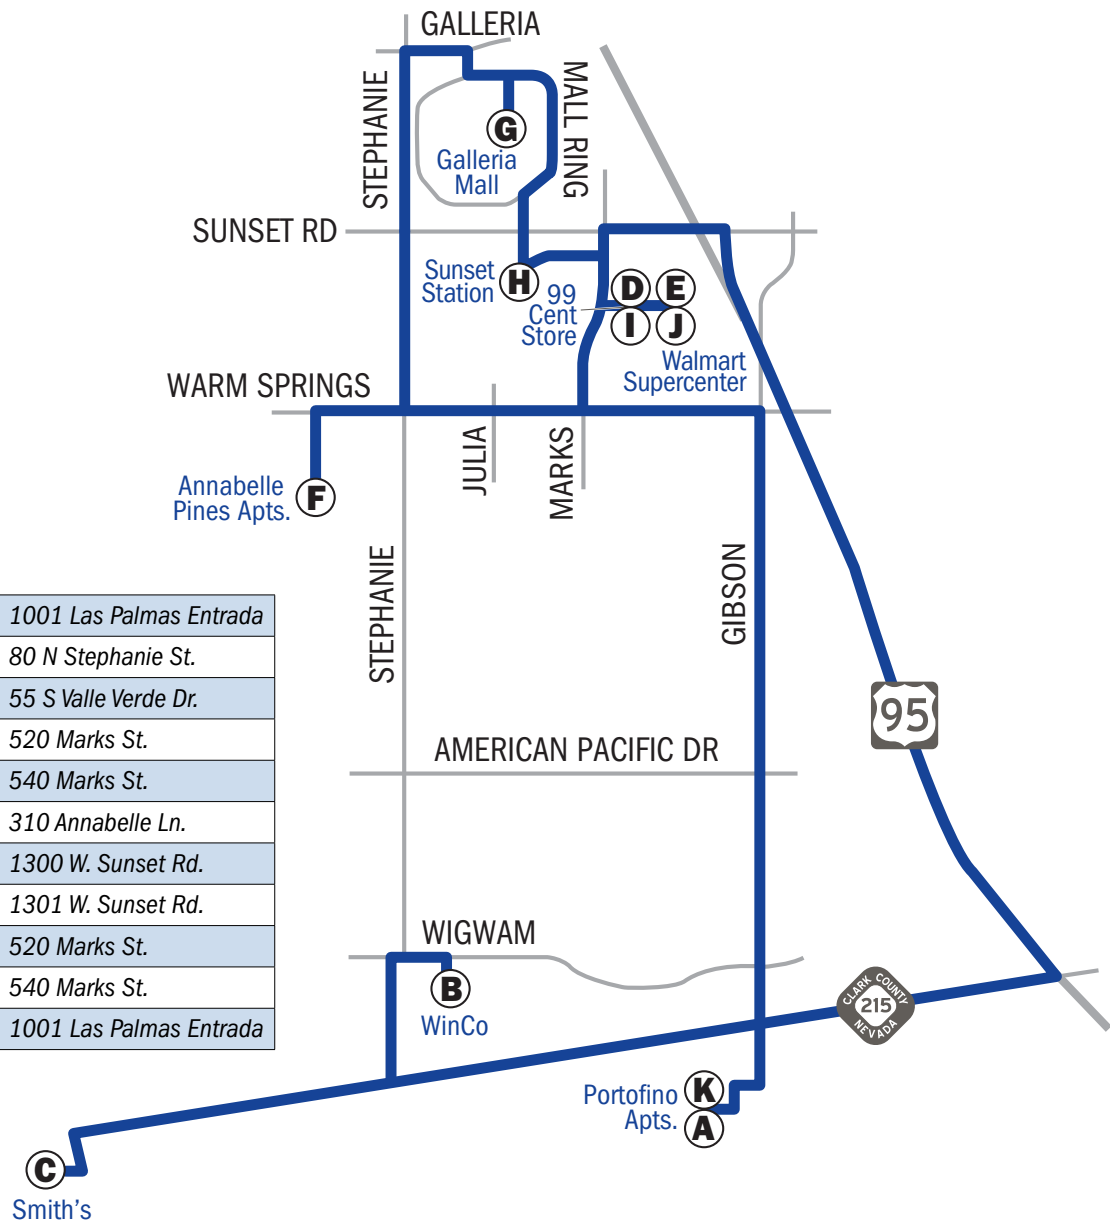 GALLERIA
STEPHANIE
MALL RING
G
Galleria
Mall
SUNSET RD
Sunset
Station
H
99
Cent
Store
D
E
I
J
Walmart
Supercenter
WARM SPRINGS
JULIA
MARKS
Annabelle
Pines Apts.
F
STEPHANIE
GIBSON
1001 Las Palmas Entrada
80 N Stephanie St.
55 S Valle Verde Dr.
520 Marks St.
540 Marks St.
310 Annabelle Ln.
1300 W. Sunset Rd.
1301 W. Sunset Rd.
520 Marks St.
540 Marks St.
1001 Las Palmas Entrada
95
AMERICAN PACIFIC DR
WIGWAM
B
WinCo
CLARK COUNTY
215
NEVADA
Portofino
Apts.
K
A
C
Smith's